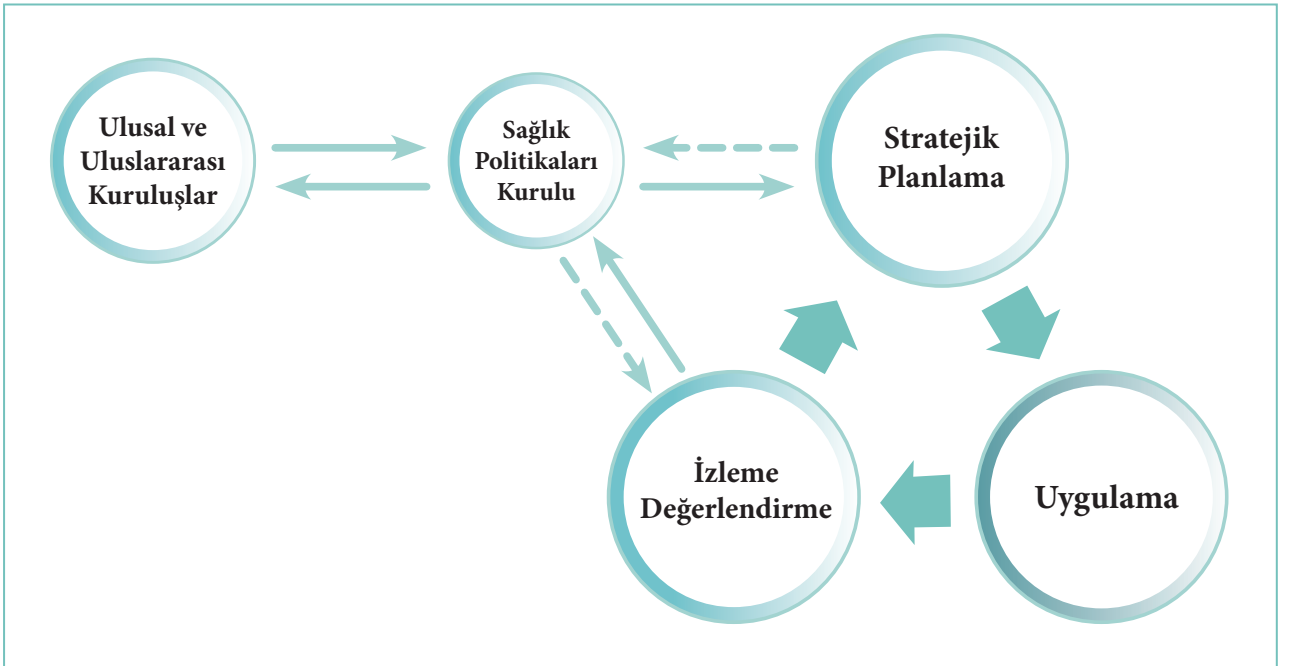 Ulusal ve
Uluslararası
Kuruluşlar
Sağlık
Politikaları
Kurulu
Stratejik
Planlama
İzleme
Değerlendirme
Uygulama